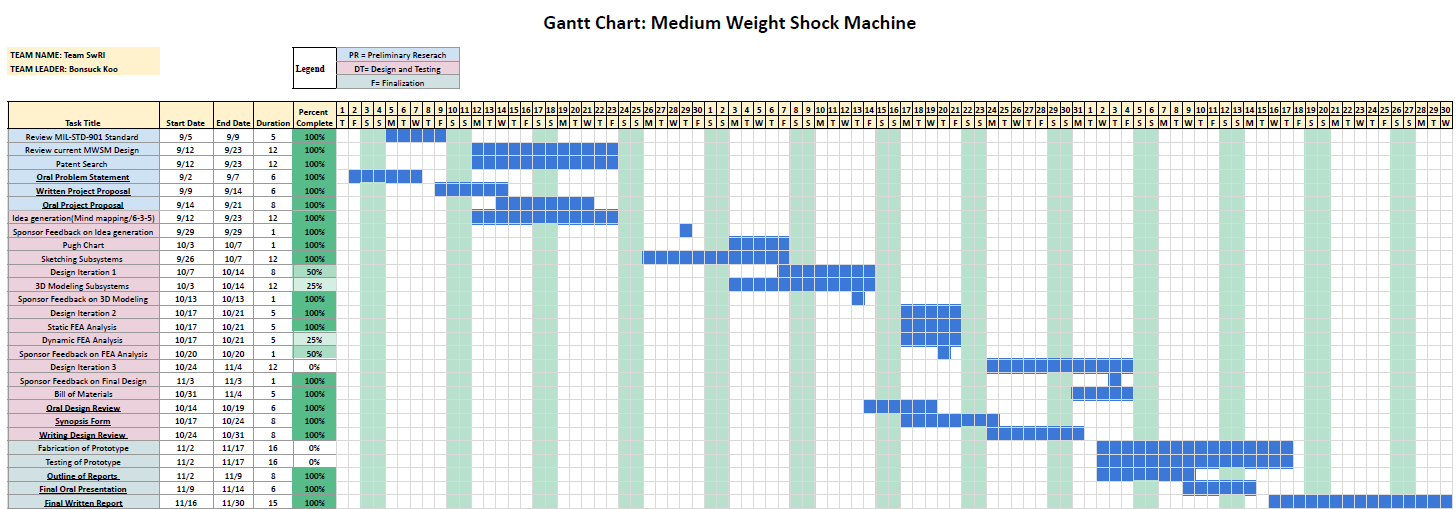 Gantt Chart: Medium Weight Shock Machine
TEAM NAME: Team SwRI
TEAM LEADER: Bonsuck Koo
Legend
PR = Preliminary Reserach
DT= Design and Testing
F= Finalization
1 2 3 4 5 6 7 8 9 10 11 12 13 14 15 16 17 18 19 20 21 22 23 24 25 26 27 28 29 30 1 2 3 4 5 6 7 8 9 10 11 12 13 14 15 16 17 18 19 20 21 22 23 24 25 26 27 28 29 30 31 1 2 3 4 5 6 7 8 9 10 11 12 13 14 15 16 17 18 19 20 21 22 23 24 25 26 27 28 29 30
Task Title Start Date End Date Duration Percent Complete T F S S M T W T F S S M T W T F S S M T W T F S S M T W T F S S M T W T F S S M T W T F S S M T W T F S S M T W T F S S M T W T F S S M T W T F S S M T W T F S S M T W T F S S M T W
Review MIL-STD-901 Standard 9/5 9/9 5 100%
Review current MWSM Design 9/12 9/23 12 100%
Patent Search 9/12 9/23 12 100%
Oral Problem Statement 9/2 9/7 6 100%
Written Project Proposal 9/9 9/14 6 100%
Oral Project Proposal 9/14 9/21 8 100%
Idea generation(Mind mapping/6-3-5) 9/12 9/23 12 100%
Sponsor Feedback on Idea generation 9/29 9/29 1 100%
Pugh Chart 10/3 10/7 1 100%
Sketching Subsystems 9/26 10/7 12 100%
Design Iteration 1 10/7 10/14 8 50%
3D Modeling Subsystems 10/3 10/14 12 25%
Sponsor Feedback on 3D Modeling 10/13 10/13 1 100%
Design Iteration 2 10/17 10/21 5 100%
Static FEA Analysis 10/17 10/21 5 100%
Dynamic FEA Analysis 10/17 10/21 5 25%
Sponsor Feedback on FEA Analysis 10/20 10/20 1 50%
Design Iteration 3 10/24 11/4 12 0%
Sponsor Feedback on Final Design 11/3 11/3 1 100%
Bill of Materials 10/31 11/4 5 100%
Oral Design Review 10/14 10/19 6 100%
Synopsis Form 10/17 10/24 8 100%
Writing Design Review 10/24 10/31 8 100%
Fabrication of Prototype 11/2 11/17 16 0%
Testing of Prototype 11/2 11/17 16 0%
Outline of Reports 11/2 11/9 8 100%
Final Oral Presentation 11/9 11/14 6 100%
Final Written Report 11/16 11/30 15 100%